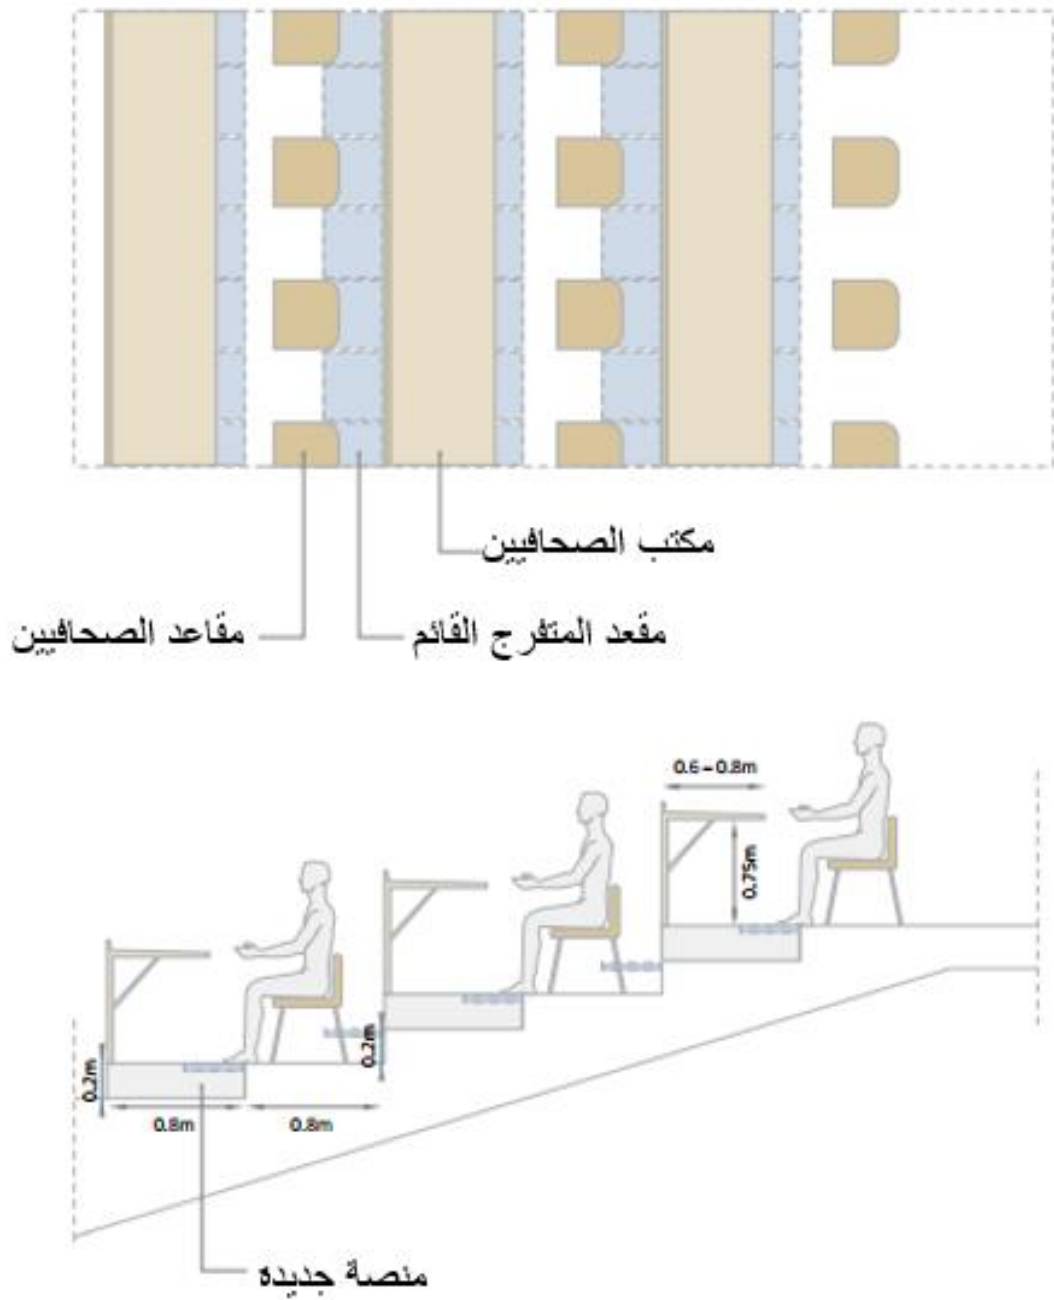 مكتب الصحافيين
مقعد المتفرج القائم
مقاعد الصحافيين
0.6-0.8m
0.75m
0.2m
0.2m
0.8m
0.8m
منصة جديده